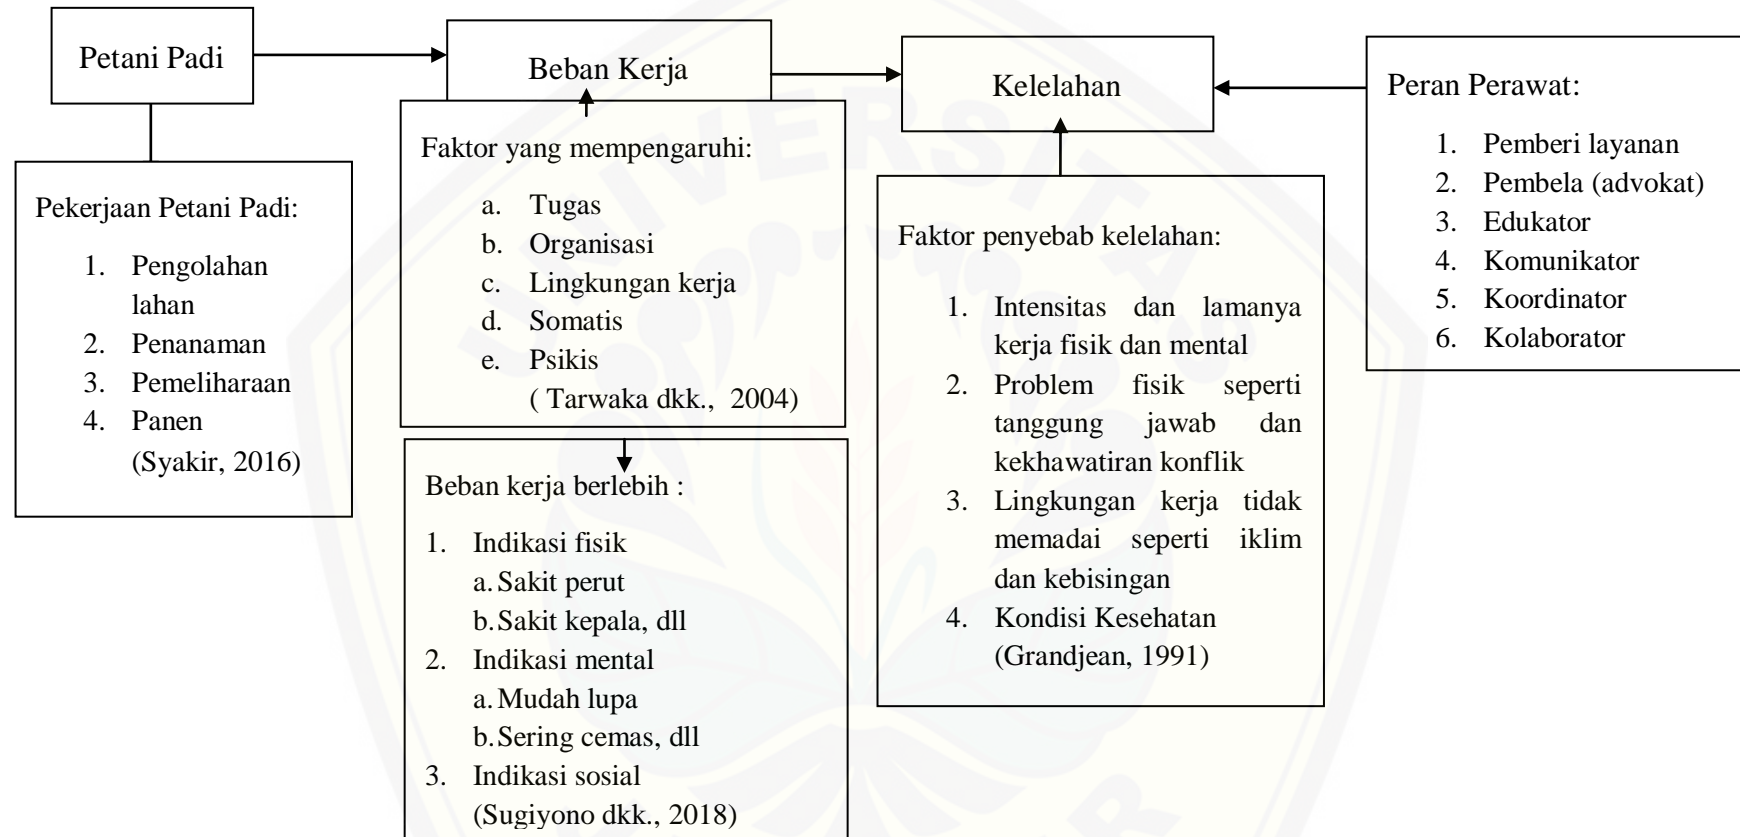 Petani Padi
Pekerjaan Petani Padi:
1. Pengolahan
lahan
2. Penanaman
3. Pemeliharaan
4. Panen
(Syakir, 2016)
Beban Kerja
Faktor yang mempengaruhi:
a. Tugas
b. Organisasi
c. Lingkungan kerja
d. Somatis
e. Psikis
( Tarwaka dkk., 2004)
Beban kerja berlebih :
1. Indikasi fisik
a. Sakit perut
b. Sakit kepala, dll
2. Indikasi mental
a. Mudah lupa
b. Sering cemas, dll
3. Indikasi sosial
(Sugiyono dkk., 2018)
Kelelahan
Faktor penyebab kelelahan:
1. Intensitas dan lamanya
kerja fisik dan mental
2. Problem fisik seperti
tanggung jawab dan
kekhawatiran konflik
3. Lingkungan kerja tidak
memadai seperti iklim
dan kebisingan
4. Kondisi Kesehatan
(Grandjean, 1991)
Peran Perawat:
1. Pemberi layanan
2. Pembela (advokat)
3. Edukator
4. Komunikator
5. Koordinator
6. Kolaborator
UNIVERSITAS